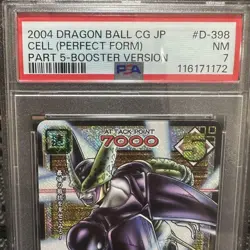 2004 DRAGON BALL CG JP #D-398
CELL (PERFECT FORM) NM
PART 5-BOOSTER VERSION 7
PSA 116171172
ATTACK POINT
7000
5